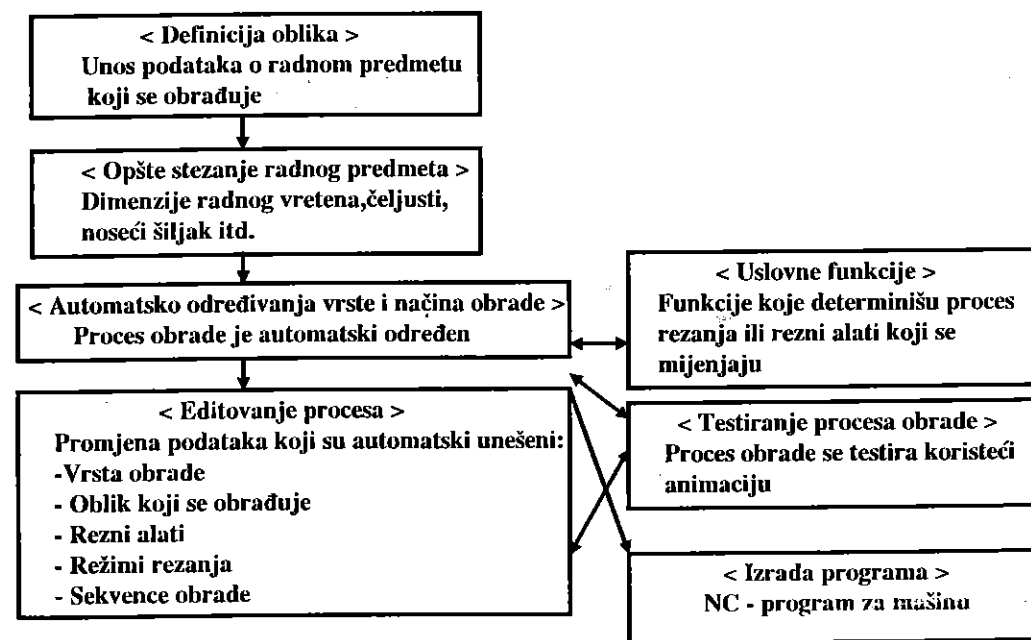 < Definicija oblika >
Unos podataka o radnom predmetu
koji se obrađuje
< Opšte stezanje radnog predmeta >
Dimenzije radnog vretena,čeljusti,
noseći šiljak itd.
< Automatsko određivanja vrste i načina obrade >
Proces obrade je automatski određen
< Uslovne funkcije >
Funkcije koje determinišu proces
rezanja ili rezni alati koji se
mijenjaju
< Editovanje procesa >
Promjena podataka koji su automatski unešeni:
-Vrsta obrade
- Oblik koji se obrađuje
- Rezni alati
- Režimi rezanja
- Sekvence obrade
< Testiranje procesa obrade >
Proces obrade se testira koristeći
animaciju
< Izrada programa >
NC - program za mašinu